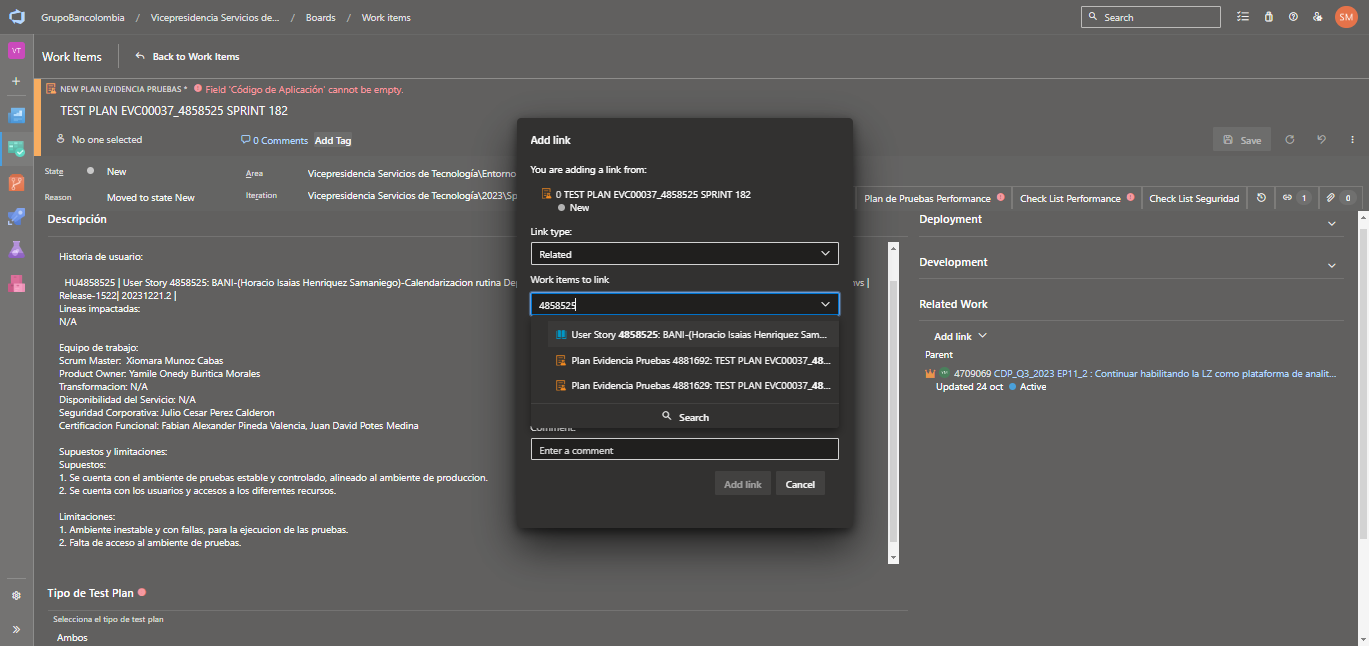 GrupoBancolombia / Vicepresidencia Servicios de... / Boards / Work items
Search
SM
VT
Work Items
Back to Work Items
NEW PLAN EVIDENCIA PRUEBAS * Field 'Código de Aplicación' cannot be empty.
TEST PLAN EVC00037_4858525 SPRINT 182
No one selected
0 Comments
Add Tag
Save
State
New
Area
Vicepresidencia Servicios de Tecnología\Entorno
Reason
Moved to state New
Iteration
Vicepresidencia Servicios de Tecnología\2023\Sp
Plan de Pruebas Performance
Check List Performance
Check List Seguridad
1
0
Descripción
Historia de usuario:
HU4858525 | User Story 4858525: BANI-(Horacio Isaias Henriquez Samaniego)-Calendarizacion rutina De
nvs |
Release-1522| 20231221.2 |
Lineas impactadas:
N/A
Equipo de trabajo:
Scrum Master: Xiomara Munoz Cabas
Product Owner: Yamile Onedy Buritica Morales
Transformacion: N/A
Disponibilidad del Servicio: N/A
Seguridad Corporativa: Julio Cesar Perez Calderon
Certificacion Funcional: Fabian Alexander Pineda Valencia, Juan David Potes Medina
Supuestos y limitaciones:
Supuestos:
1. Se cuenta con el ambiente de pruebas estable y controlado, alineado al ambiente de produccion.
2. Se cuenta con los usuarios y accesos a los diferentes recursos.
Limitaciones:
1. Ambiente inestable y con fallas, para la ejecucion de las pruebas.
2. Falta de acceso al ambiente de pruebas.
Tipo de Test Plan
Selecciona el tipo de test plan
Ambos
Add link
You are adding a link from:
0 TEST PLAN EVC00037_4858525 SPRINT 182
New
Link type:
Related
Work items to link
4858525
User Story 4858525: BANI-(Horacio Isaias Henriquez Sam...
Plan Evidencia Pruebas 4881692: TEST PLAN EVC00037_48...
Plan Evidencia Pruebas 4881629: TEST PLAN EVC00037_48...
Search
Comment:
Enter a comment
Add link
Cancel
Deployment
Development
Related Work
Add link
Parent
4709069 CDP_Q3_2023 EP11_2 : Continuar habilitando la LZ como plataforma de analit...
Updated 24 oct
Active